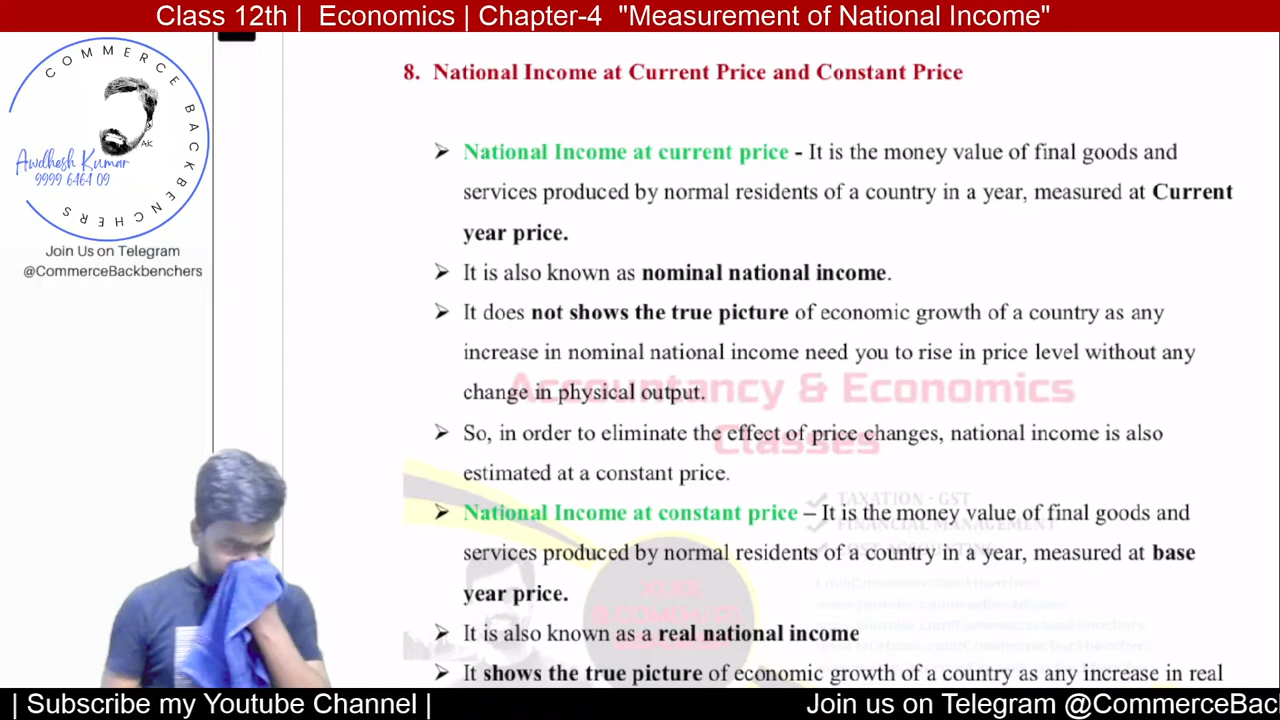 Class 12th | Economics | Chapter-4 "Measurement of National Income"
COMMERCE BACKBENCHERS
AK
Awdhesh Kumar
9999 6464 09
Join Us on Telegram
@CommerceBackbenchers
8. National Income at Current Price and Constant Price
➢ National Income at current price - It is the money value of final goods and
services produced by normal residents of a country in a year, measured at Current
year price.
➢ It is also known as nominal national income.
➢ It does not shows the true picture of economic growth of a country as any
increase in nominal national income need you to rise in price level without any
change in physical output.
Accountancy & Economics
Classes
➢ So, in order to eliminate the effect of price changes, national income is also
estimated at a constant price.
TAXATION - GST
FINANCIAL MANAGEMENT
➢ National Income at constant price – It is the money value of final goods and
services produced by normal residents of a country in a year, measured at base
year price.
➢ It is also known as a real national income
➢ It shows the true picture of economic growth of a country as any increase in real
| Subscribe my Youtube Channel |
Join us on Telegram @CommerceBac